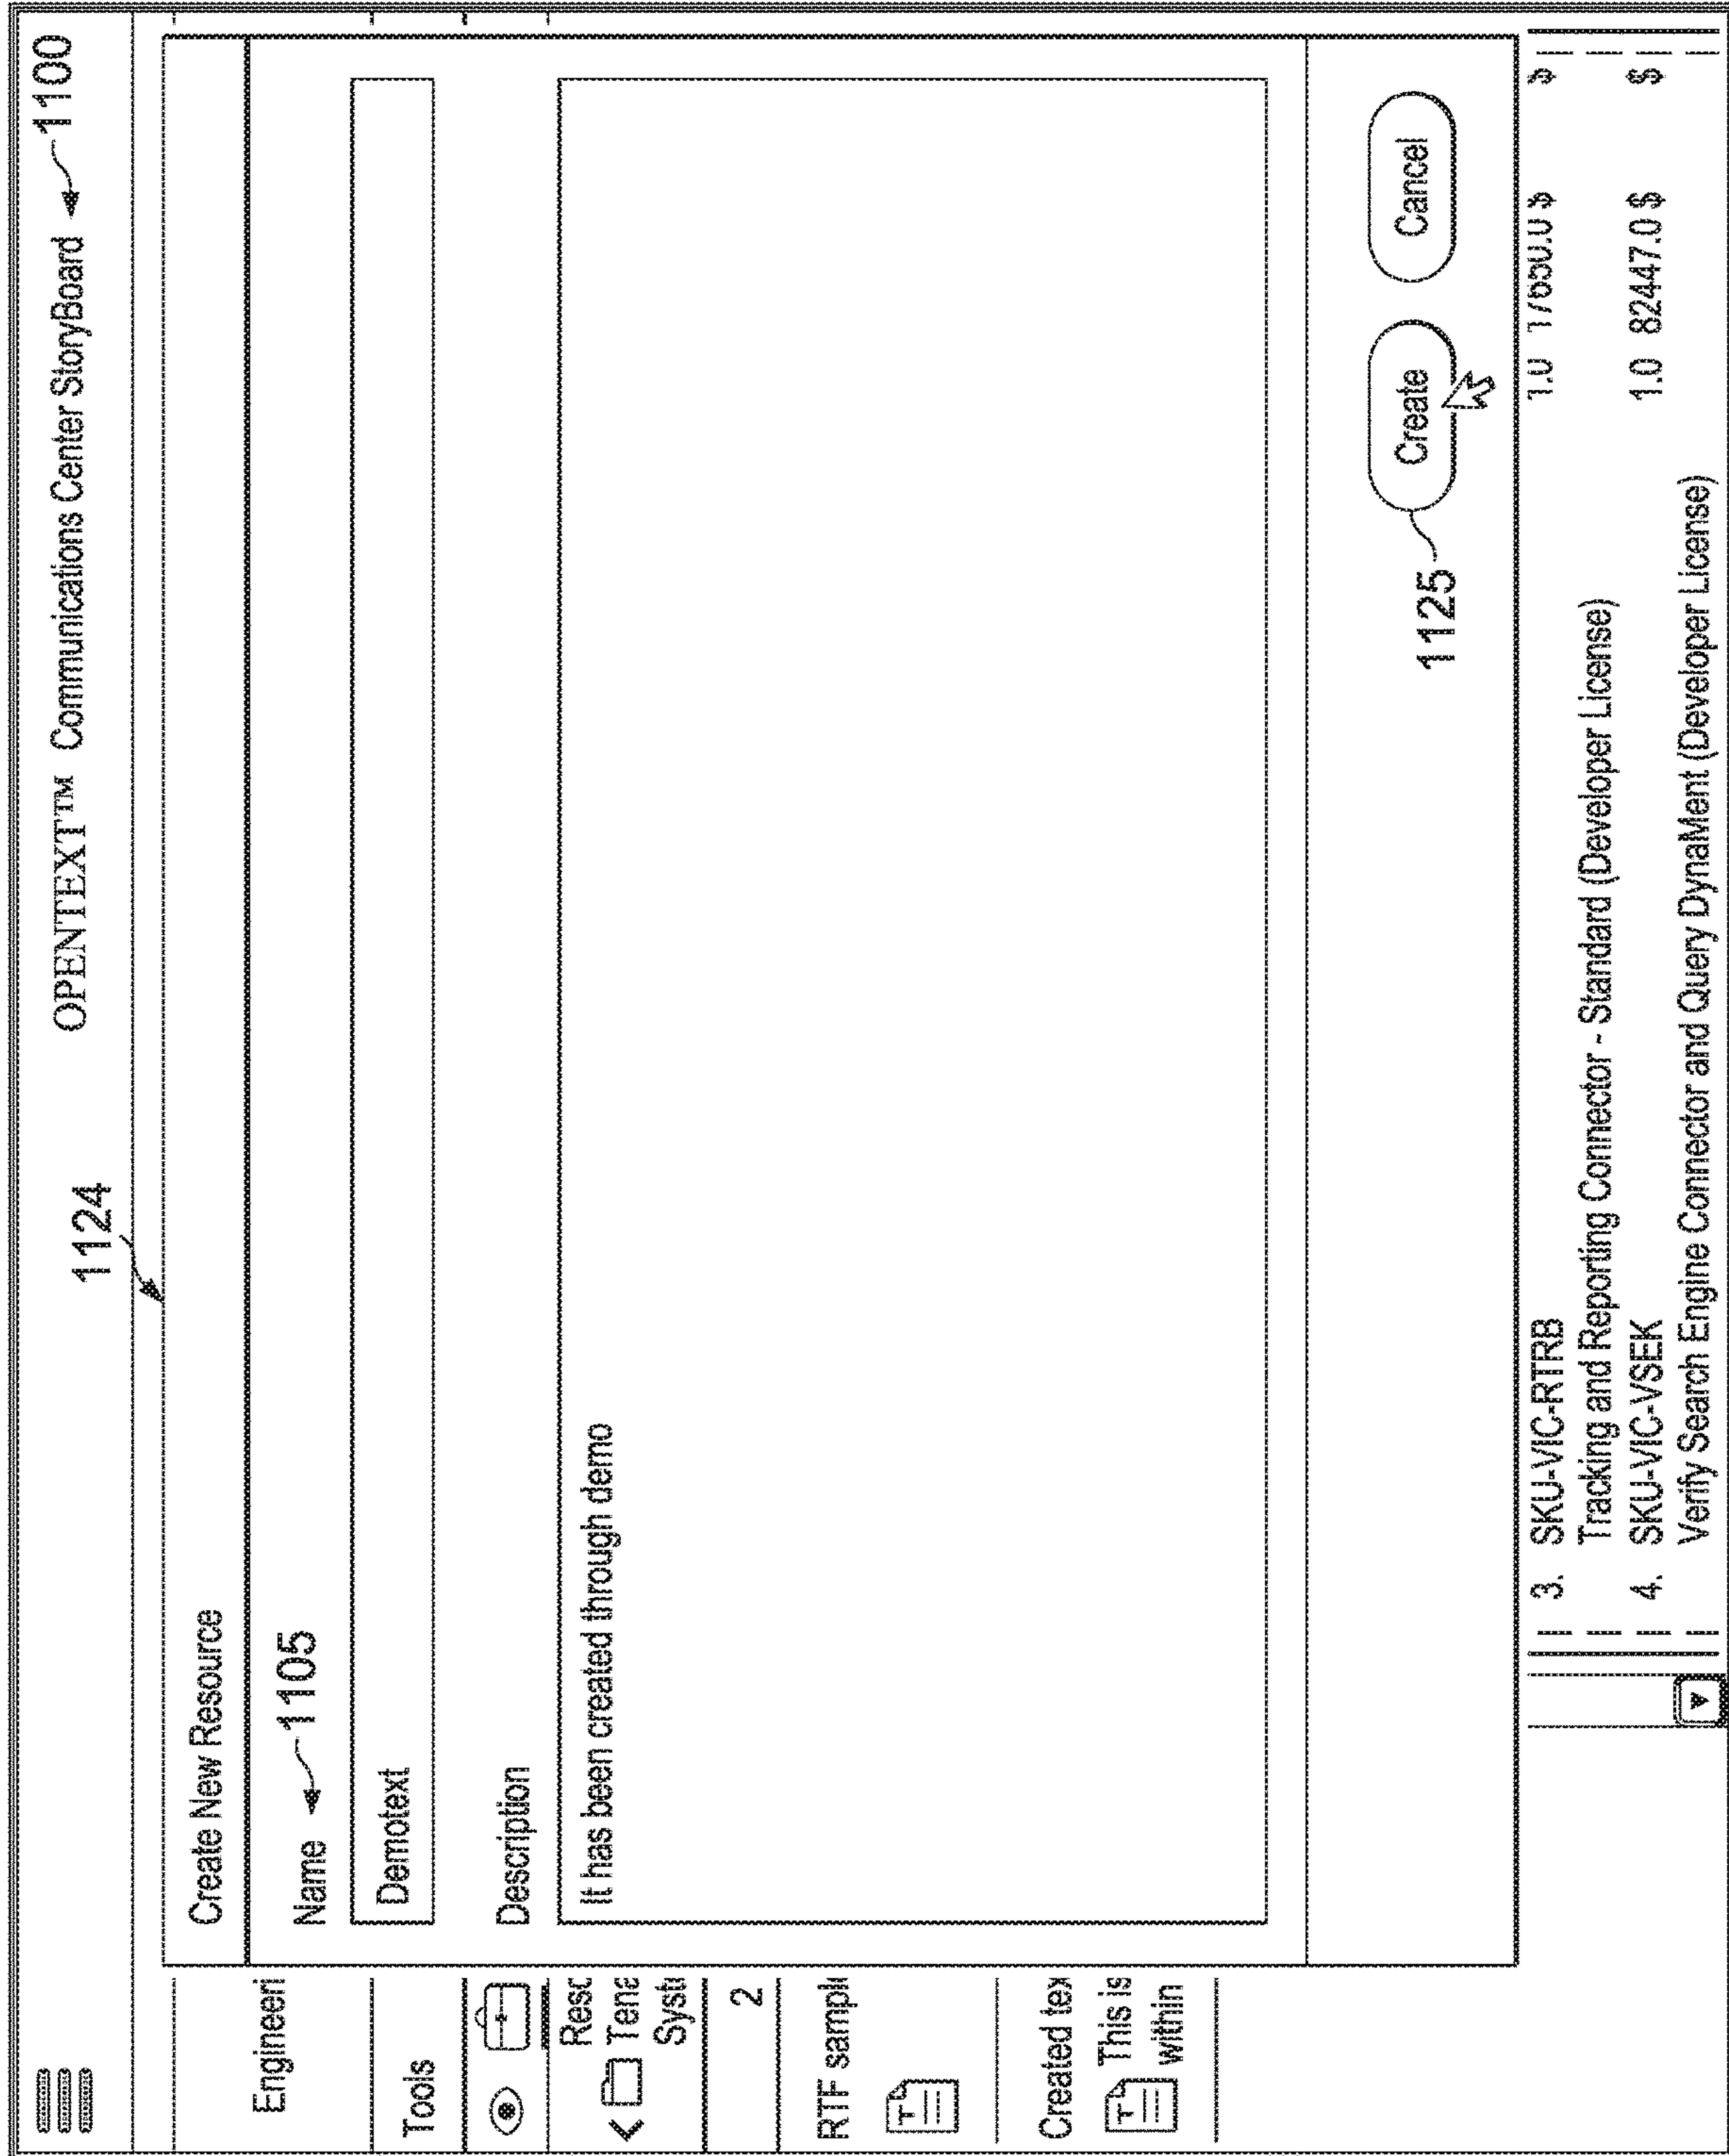 OPENTEXT™ Communications Center StoryBoard
1100
1124
Create New Resource
Name
1105
Demotext
Description
It has been created through demo
1125
Create
Cancel
Engineeri
Tools
Resc
Tena
Syst
2
RTF sampl
Created tex
This is
within
3. SKU-VIC-RTRB 1.0 $
Tracking and Reporting Connector - Standard (Developer License)
4. SKU-VIC-VSEK 1.0 82447.0 $ $
Verify Search Engine Connector and Query DynaMent (Developer License)